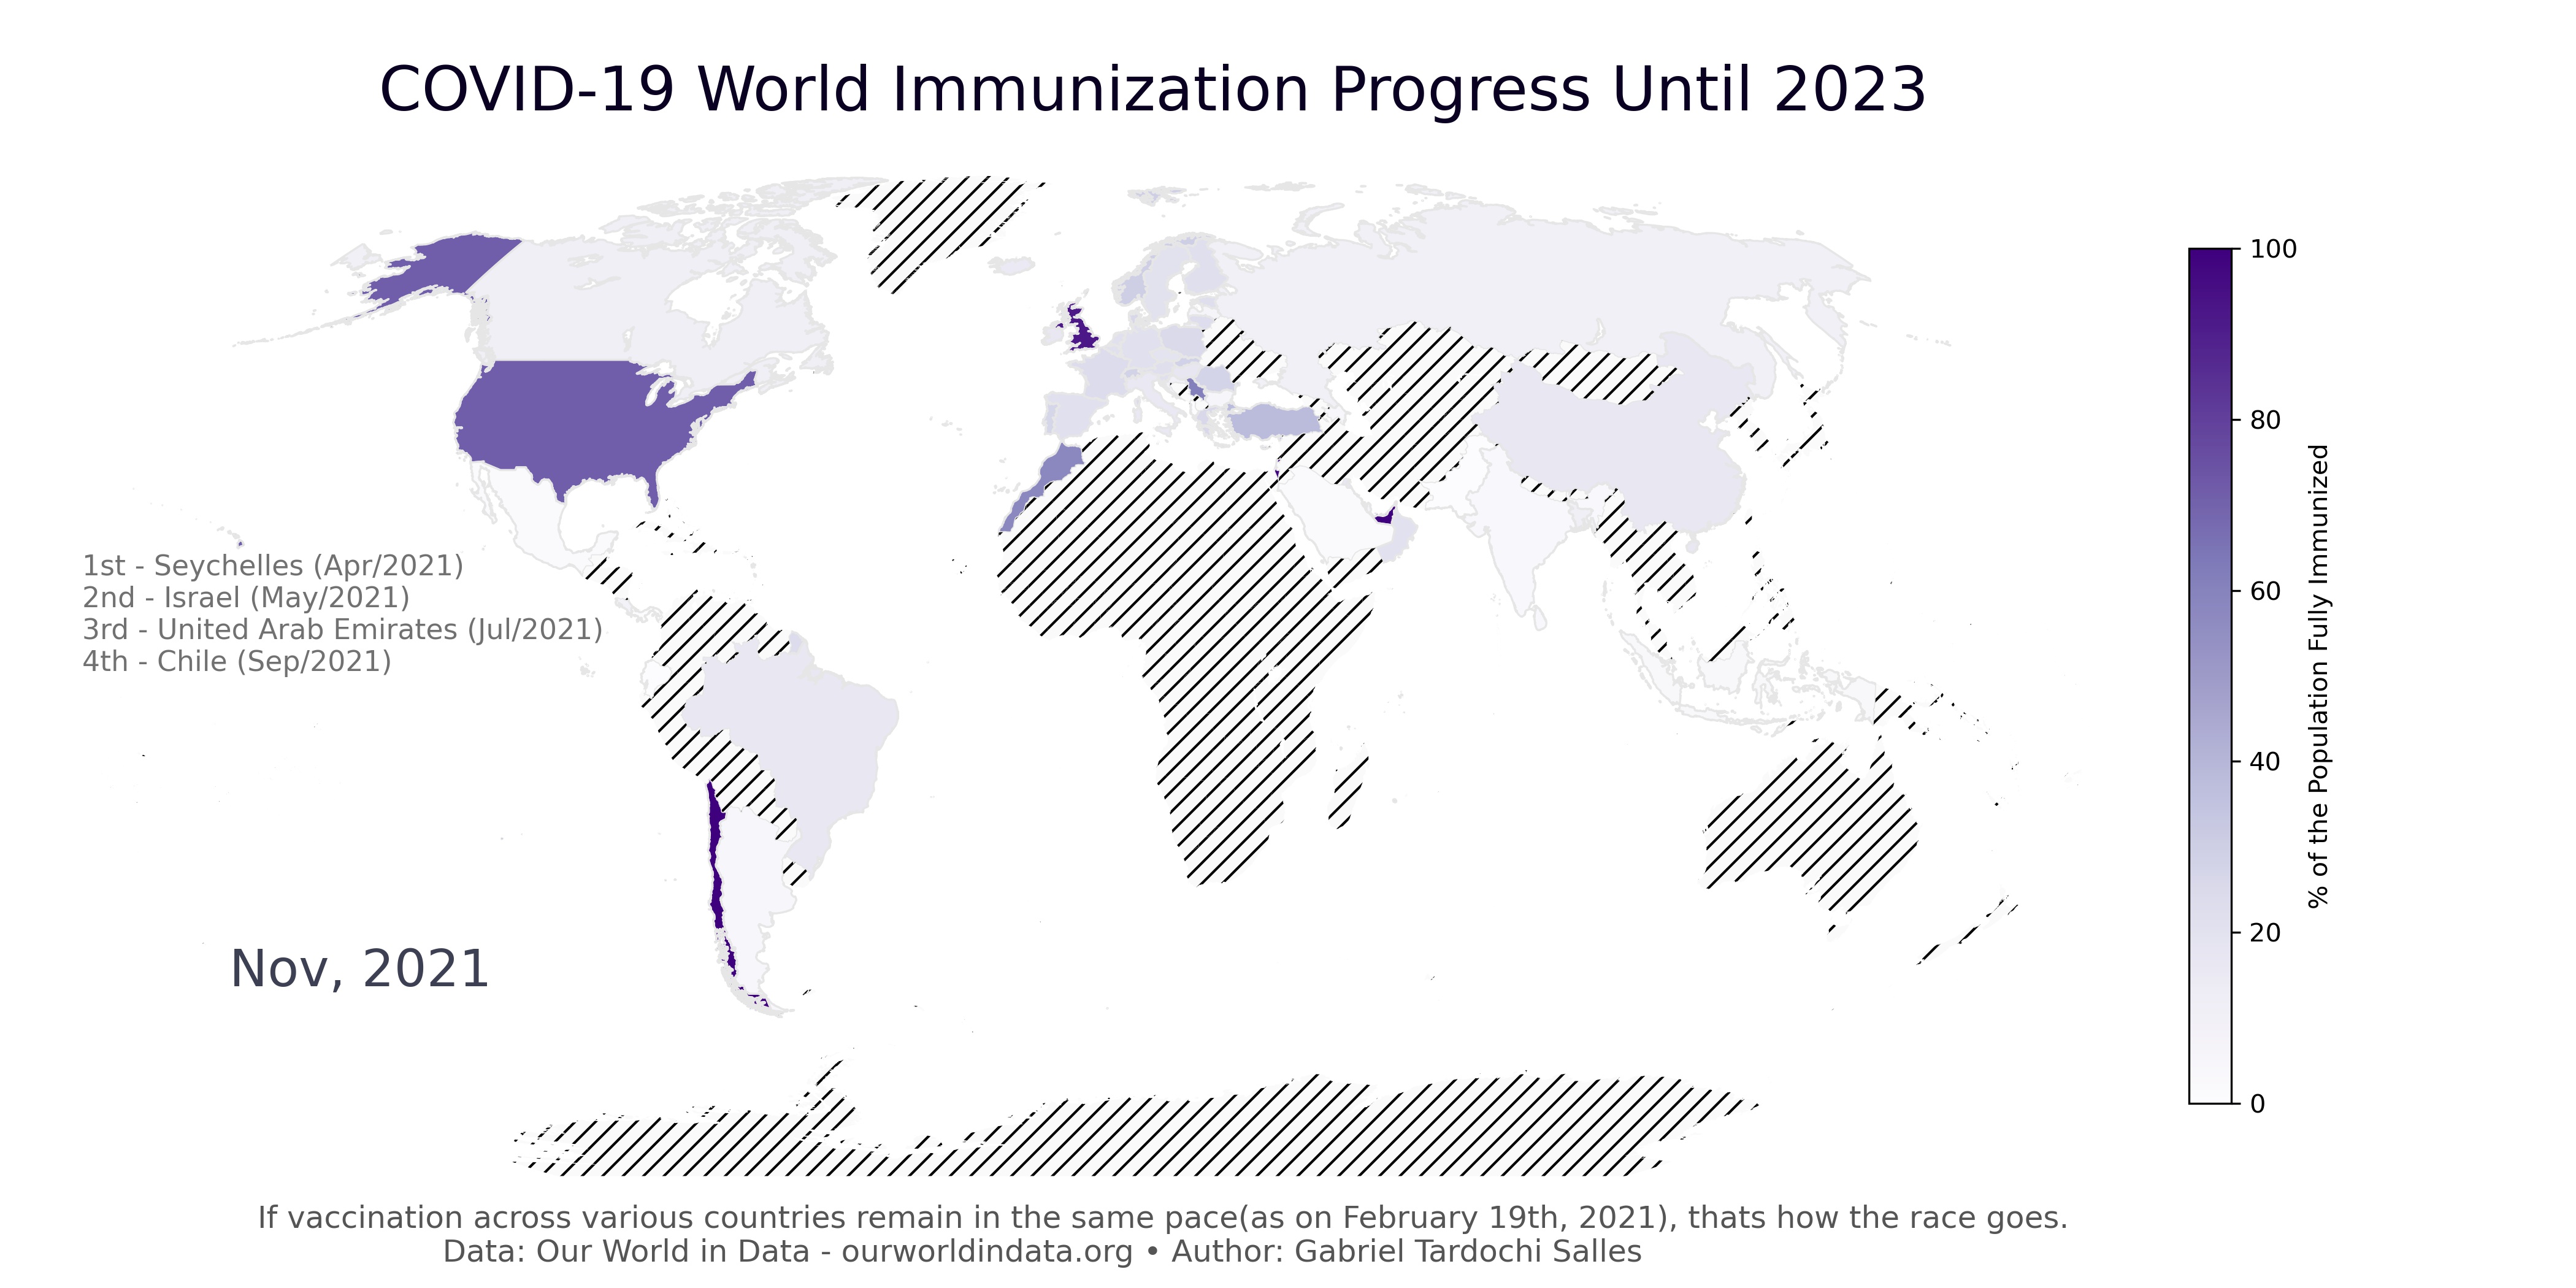 COVID-19 World Immunization Progress Until 2023
1st - Seychelles (Apr/2021)
2nd - Israel (May/2021)
3rd - United Arab Emirates (Jul/2021)
4th - Chile (Sep/2021)
Nov, 2021
100
80
60
40
20
0
% of the Population Fully Immunized
If vaccination across various countries remain in the same pace(as on February 19th, 2021), thats how the race goes.
Data: Our World in Data - ourworldindata.org • Author: Gabriel Tardochi Salles